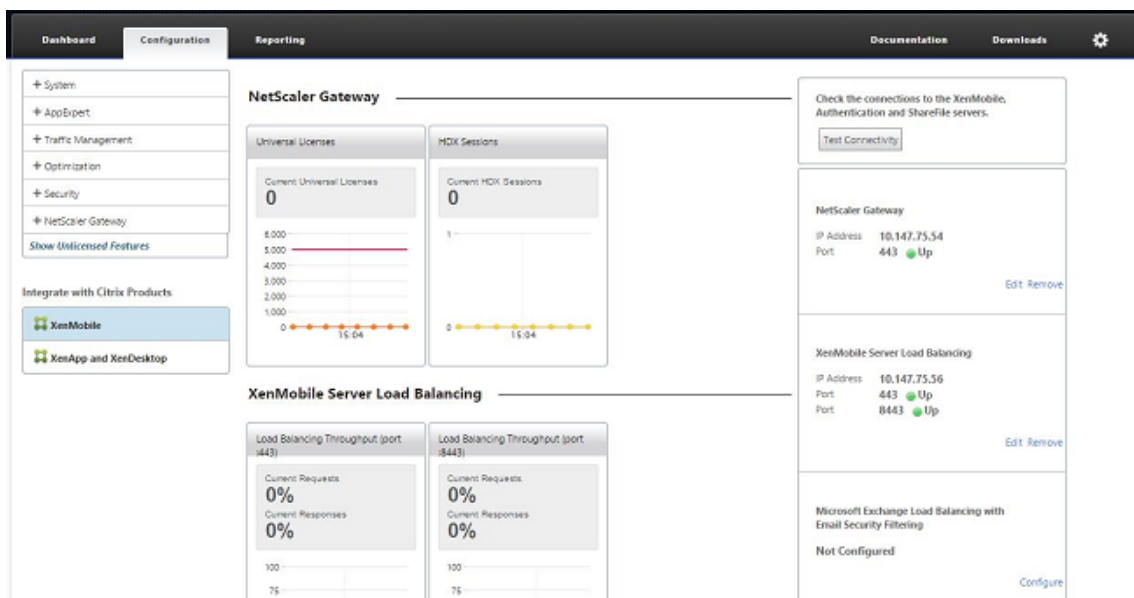 Dashboard
Configuration
Reporting
Documentation
Downloads
+ System
+ AppExpert
+ Traffic Management
+ Optimization
+ Security
+ NetScaler Gateway
Show Unlicensed Features
Integrate with Citrix Products
XenMobile
XenApp and XenDesktop
NetScaler Gateway
Universal Licenses
Current Universal Licenses
0
6,000
5,000
4,000
3,000
2,000
1,000
0
15:04
HDX Sessions
Current HDX Sessions
0
1
0
15:04
XenMobile Server Load Balancing
Load Balancing Throughput (port
:443)
Current Requests
0%
Current Responses
0%
100
75
Load Balancing Throughput (port
:8443)
Current Requests
0%
Current Responses
0%
100
75
Check the connections to the XenMobile,
Authentication and ShareFile servers.
Test Connectivity
NetScaler Gateway
IP Address 10.147.75.54
Port 443 Up
Edit Remove
XenMobile Server Load Balancing
IP Address 10.147.75.56
Port 443 Up
Port 8443 Up
Edit Remove
Microsoft Exchange Load Balancing with
Email Security Filtering
Not Configured
Configure